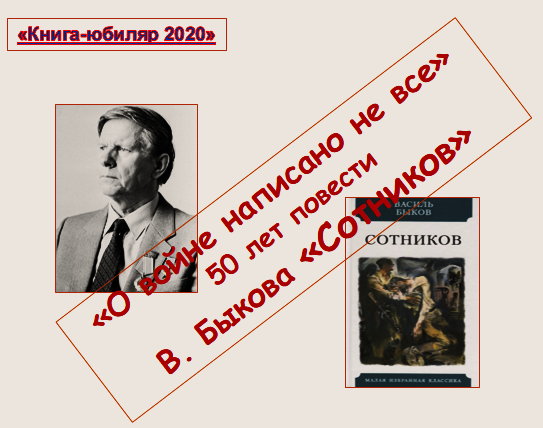 «Книга-юбиляр 2020»
«О войне написано не все»
50 лет повести
В. Быкова «Сотников»
ВАСИЛЬ
БЫКОВ
СОТНИКОВ
МАЛАЯ ИЗБРАННАЯ КЛАССИКА